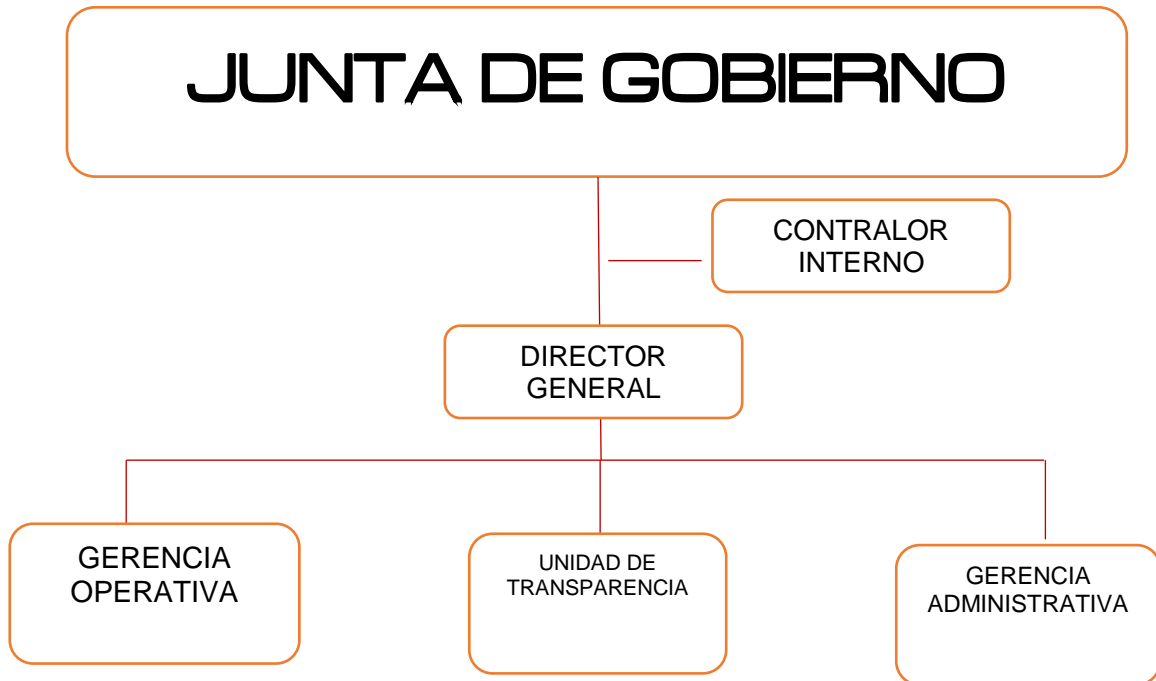 JUNTA DE GOBIERNO
CONTRALOR
INTERNO
DIRECTOR
GENERAL
GERENCIA
OPERATIVA
UNIDAD DE
TRANSPARENCIA
GERENCIA
ADMINISTRATIVA